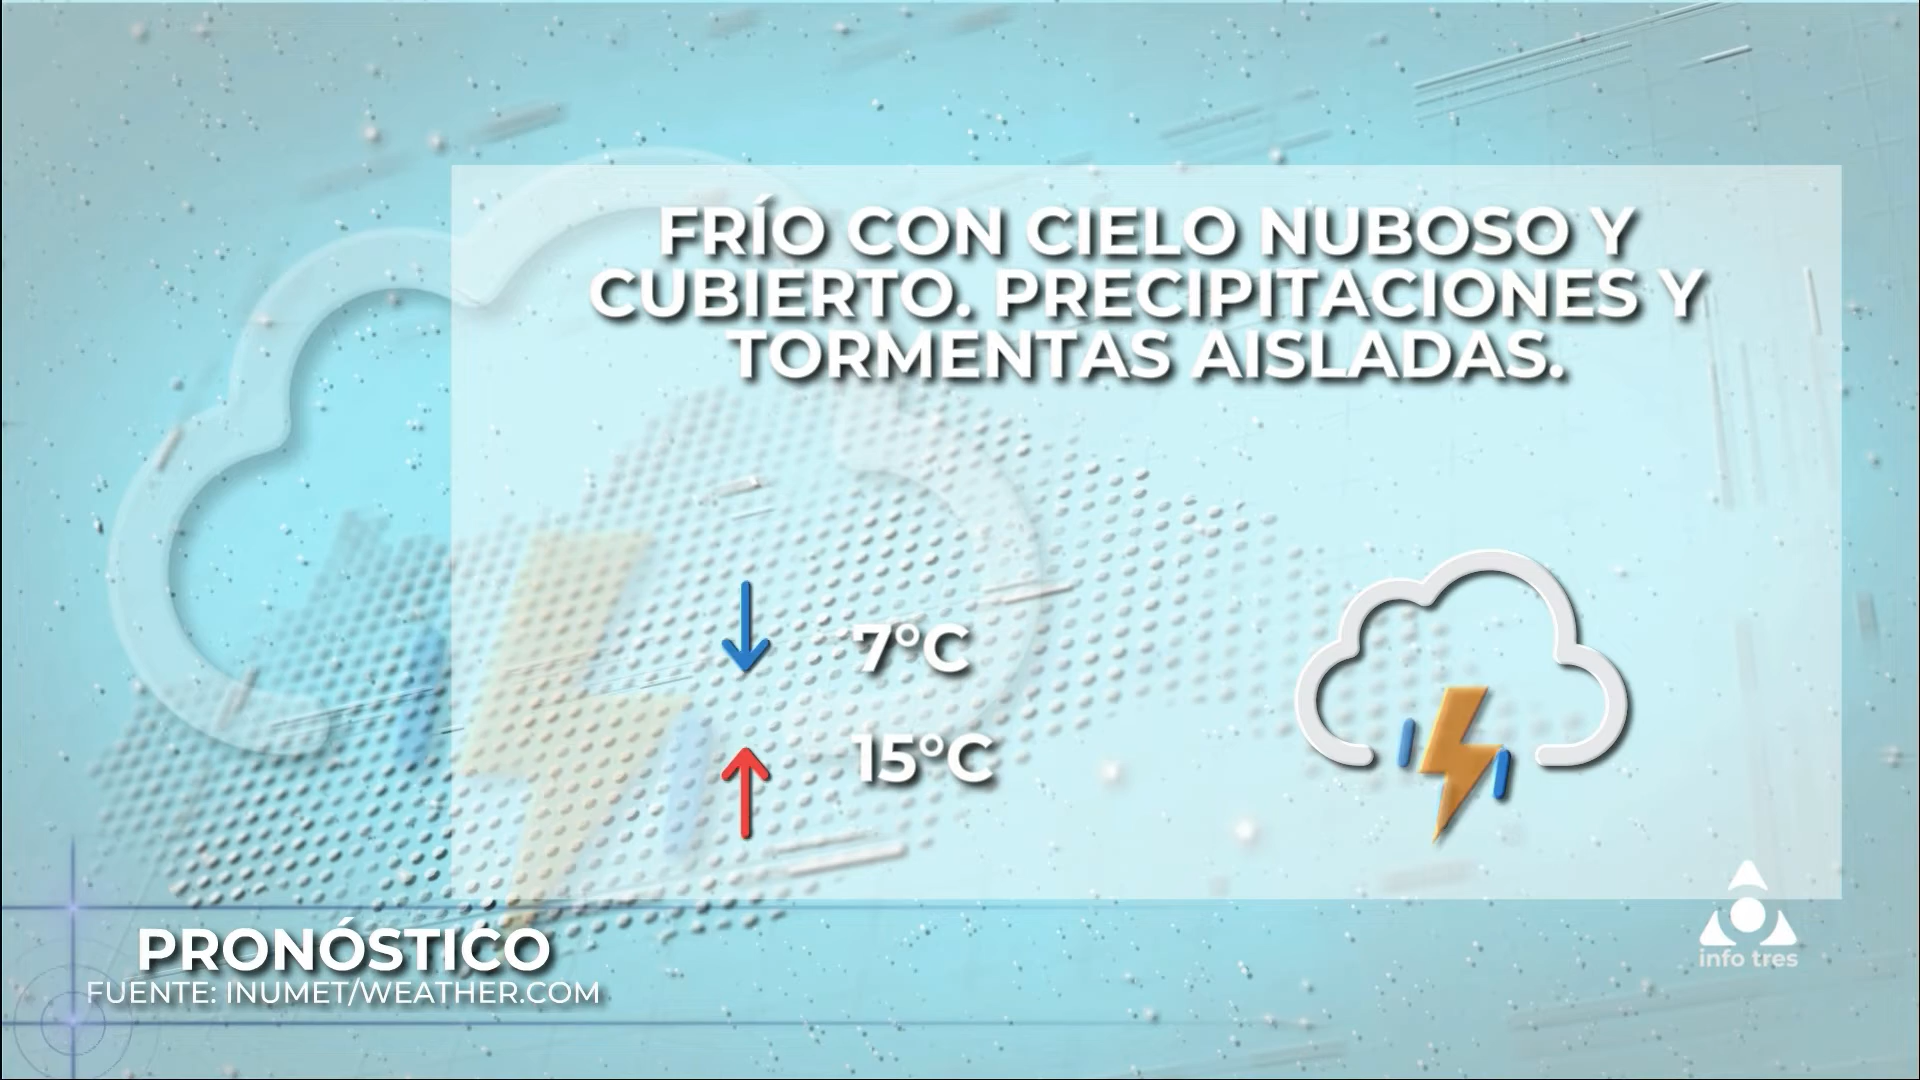 FRÍO CON CIELO NUBOSO Y
CUBIERTO. PRECIPITACIONES Y
TORMENTAS AISLADAS.
7°C
15°C
PRONÓSTICO
FUENTE: INUMET/WEATHER.COM
info tres